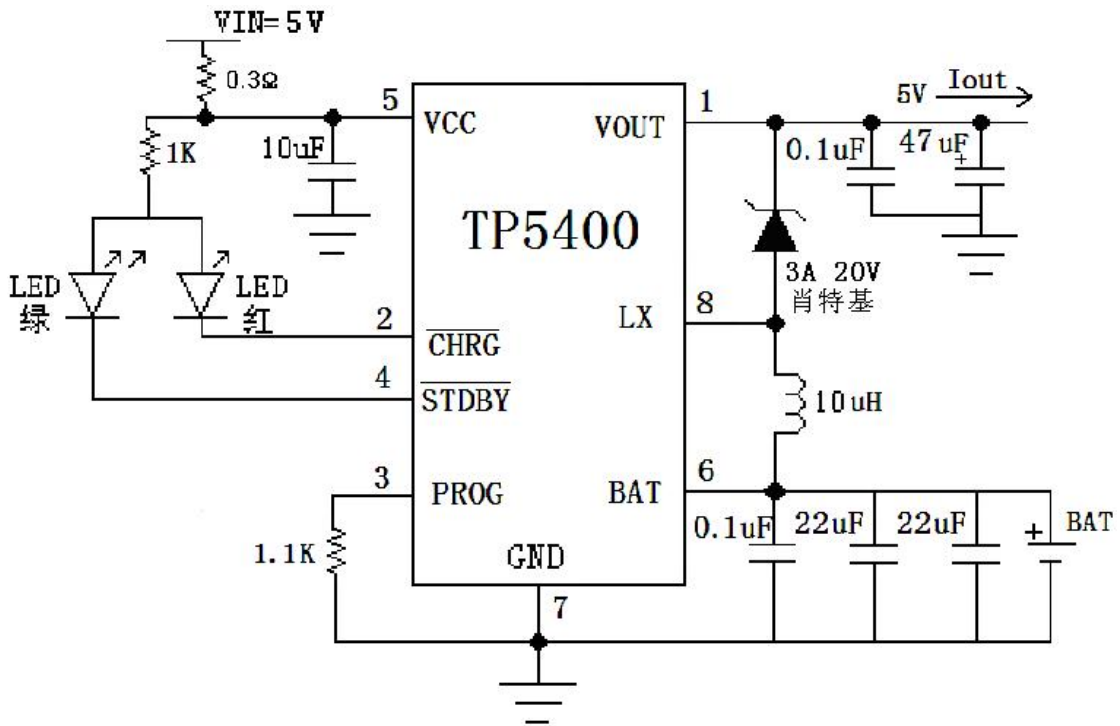 VIN=5V
0.3Ω
1K
10uF
5
VCC
VOUT
1
5V
Iout
0.1uF
47uF
+
TP5400
LED
绿
LED
红
3A 20V
肖特基
LX
8
2
CHRG
4
STDBY
10uH
3
PROG
BAT
6
1.1K
GND
7
0.1uF
22uF
22uF
+
BAT